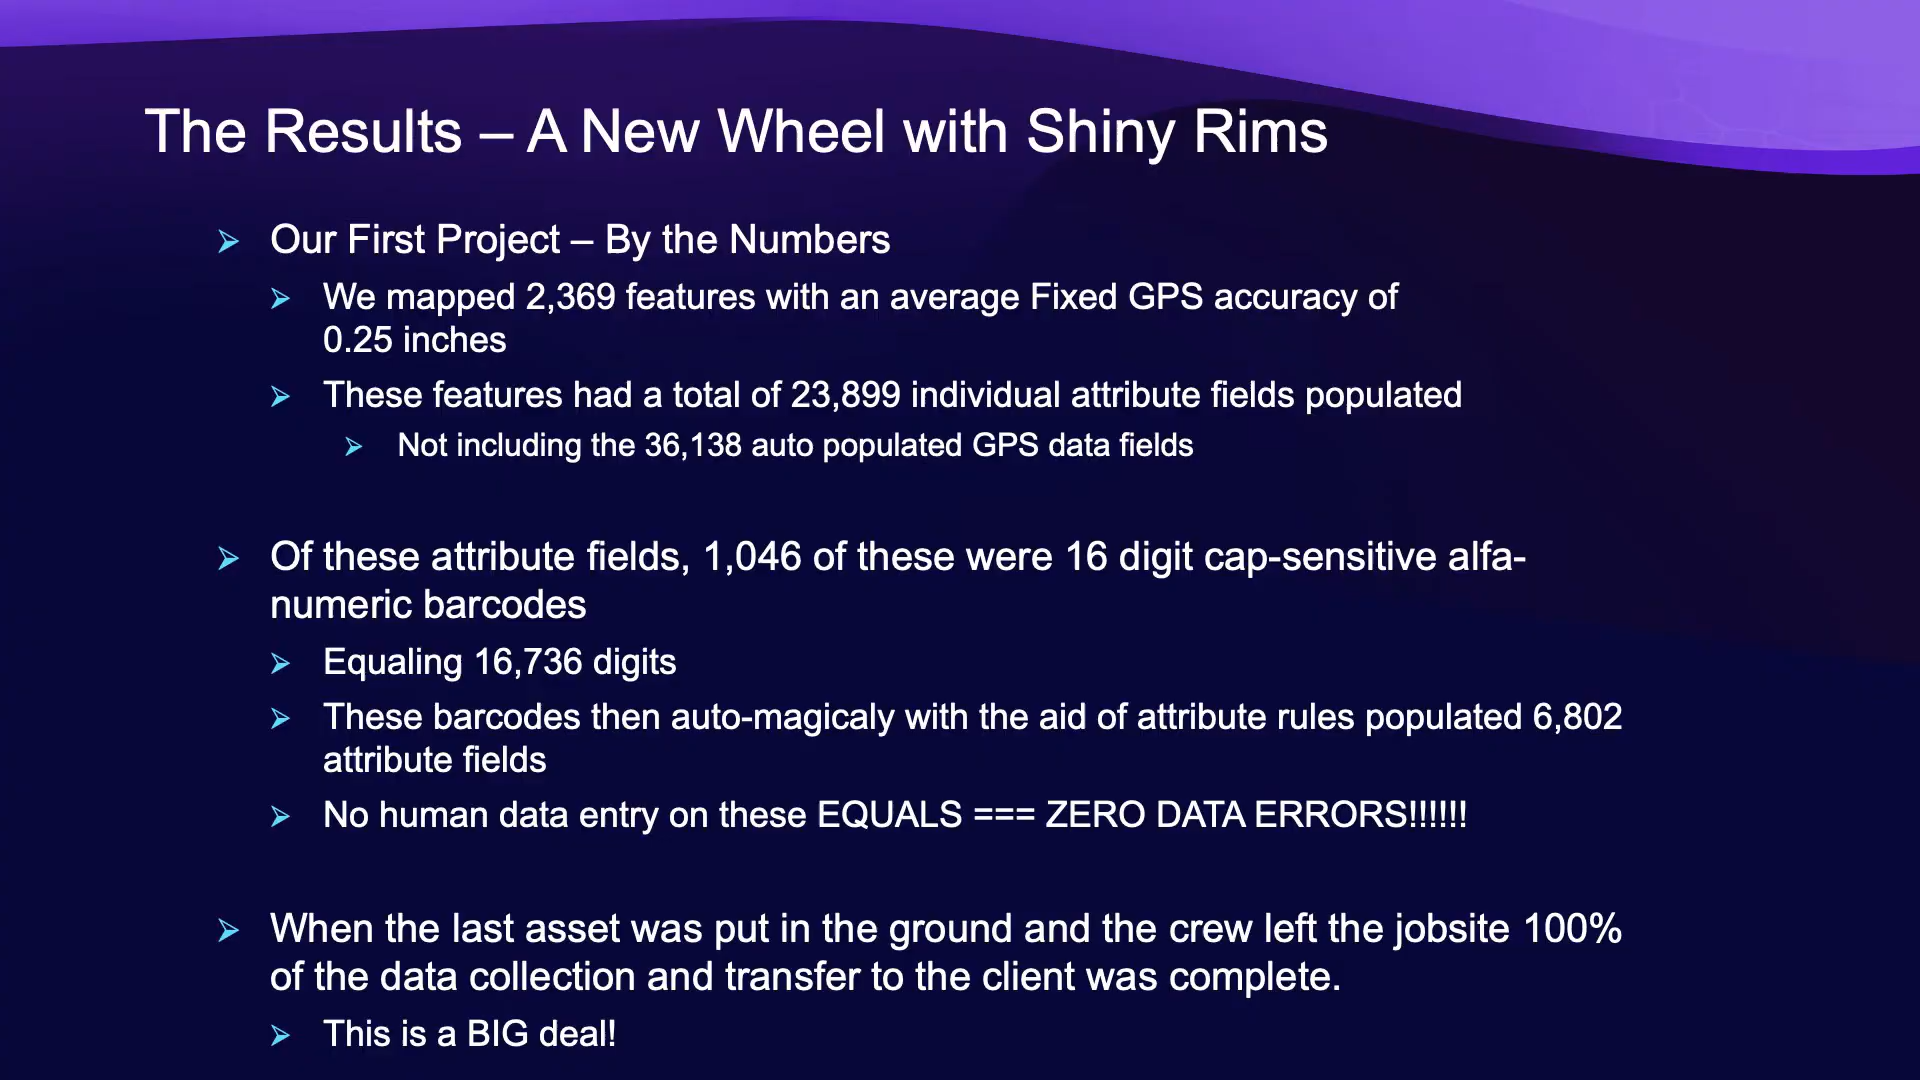 The Results – A New Wheel with Shiny Rims
Our First Project – By the Numbers
We mapped 2,369 features with an average Fixed GPS accuracy of
0.25 inches
These features had a total of 23,899 individual attribute fields populated
Not including the 36,138 auto populated GPS data fields
Of these attribute fields, 1,046 of these were 16 digit cap-sensitive alfa-
numeric barcodes
Equaling 16,736 digits
These barcodes then auto-magicaly with the aid of attribute rules populated 6,802
attribute fields
No human data entry on these EQUALS === ZERO DATA ERRORS!!!!!!
When the last asset was put in the ground and the crew left the jobsite 100%
of the data collection and transfer to the client was complete.
This is a BIG deal!